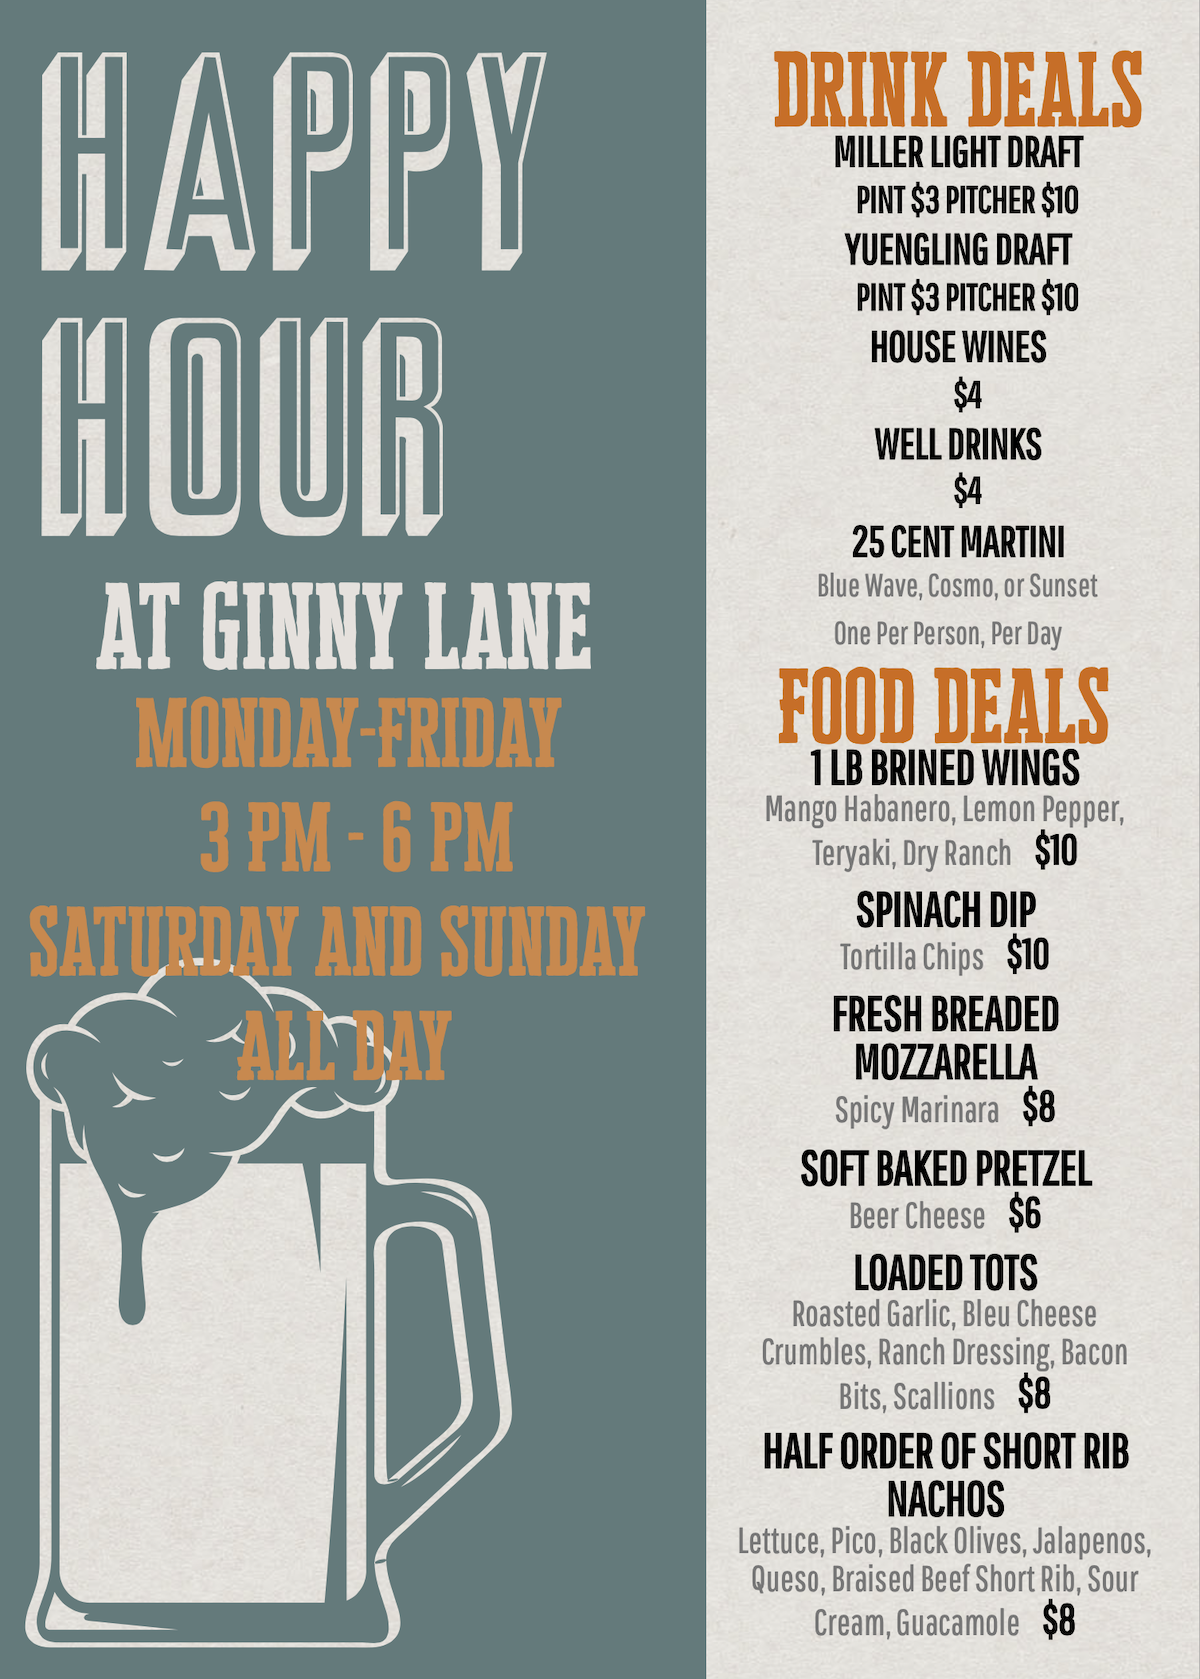 HAPPY
HOUR
AT GINNY LANE
MONDAY-FRIDAY
3 PM - 6 PM
SATURDAY AND SUNDAY
ALL DAY
DRINK DEALS
MILLER LIGHT DRAFT
PINT $3 PITCHER $10
YUENGLING DRAFT
PINT $3 PITCHER $10
HOUSE WINES
$4
WELL DRINKS
$4
25 CENT MARTINI
Blue Wave, Cosmo, or Sunset
One Per Person, Per Day
FOOD DEALS
1 LB BRINED WINGS
Mango Habanero, Lemon Pepper,
Teryaki, Dry Ranch $10
SPINACH DIP
Tortilla Chips $10
FRESH BREADED
MOZZARELLA
Spicy Marinara $8
SOFT BAKED PRETZEL
Beer Cheese $6
LOADED TOTS
Roasted Garlic, Bleu Cheese
Crumbles, Ranch Dressing, Bacon
Bits, Scallions $8
HALF ORDER OF SHORT RIB
NACHOS
Lettuce, Pico, Black Olives, Jalapenos,
Queso, Braised Beef Short Rib, Sour
Cream, Guacamole $8